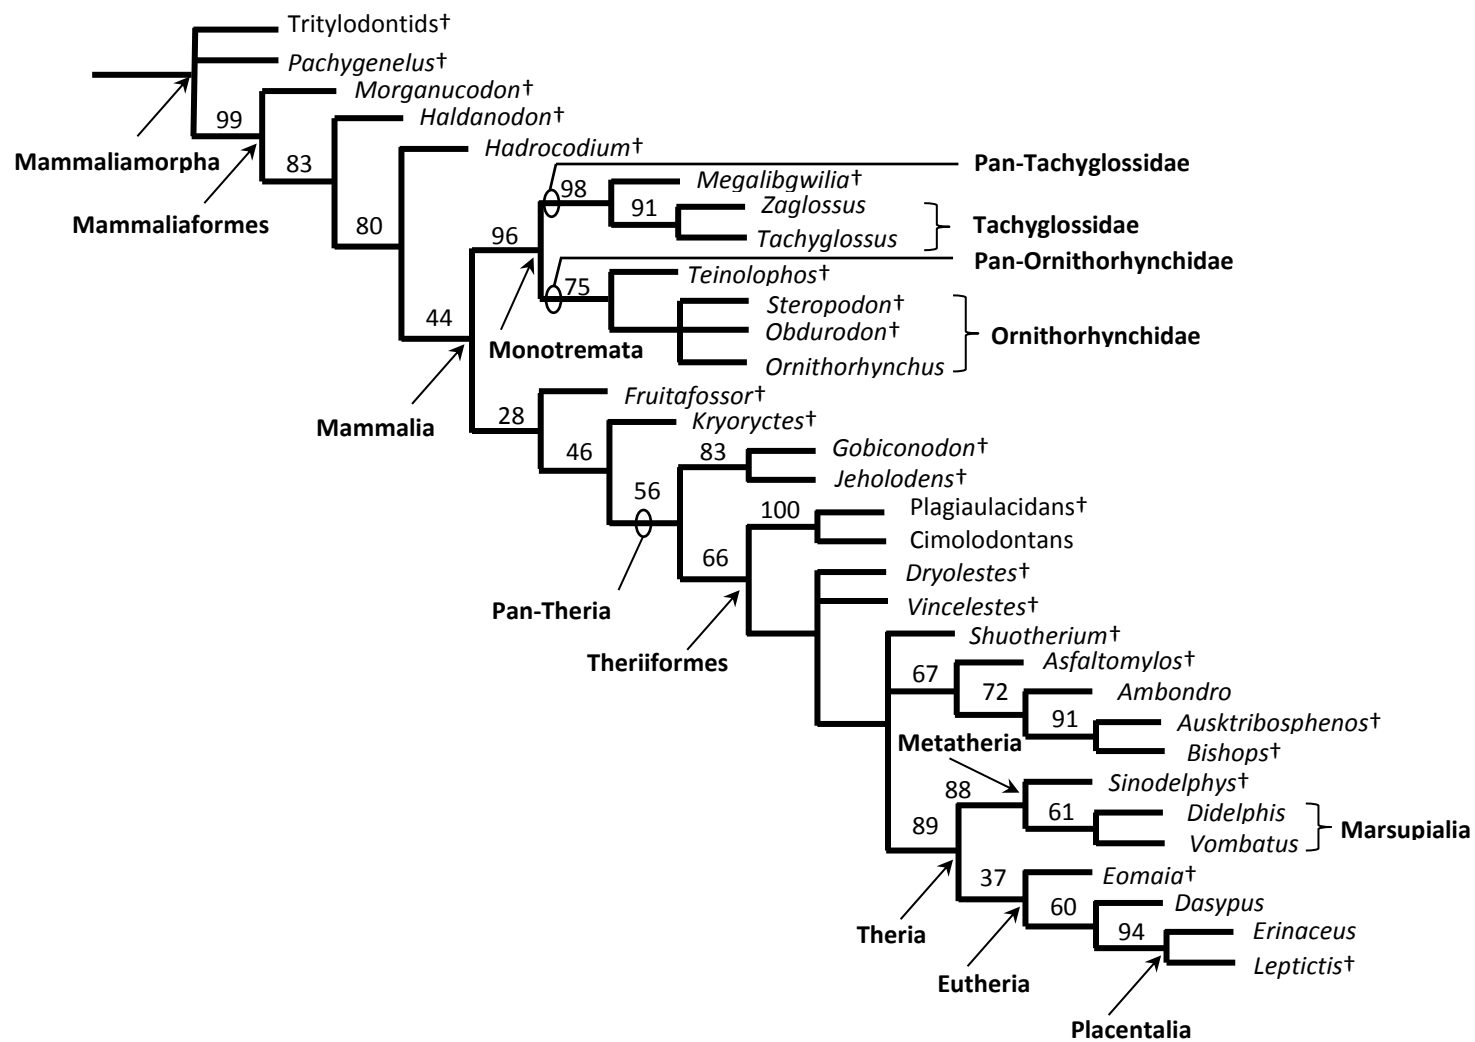 Tritylodontids†
Pachygenelus†
Morganucodon†
99
Haldanodon†
Mammaliamorpha
83
Hadrocodium†
Pan-Tachyglossidae
Mammaliaformes
98
Megalibgwilia†
80
91
Zaglossus
Tachyglossidae
96
Tachyglossus
Pan-Ornithorhynchidae
75
Teinolophos†
44
Steropodon†
Monotremata
Obdurodon†
Ornithorhynchidae
Ornithorhynchus
Mammalia
28
Fruitafossor†
Kryoryctes†
46
83
Gobiconodon†
Jeholodens†
56
100
Plagiaulacidans†
Cimolodontans
66
Dryolestes†
Pan-Theria
Vincelestes†
Theriiformes
Shuotherium†
67
Asfaltomylos†
72
Ambondro
91
Ausktribosphenos†
Metatheria
Bishops†
88
Sinodelphys†
89
61
Didelphis
Marsupialia
Vombatus
37
Eomaia†
60
Dasypus
Theria
94
Erinaceus
Eutheria
Leptictis†
Placentalia